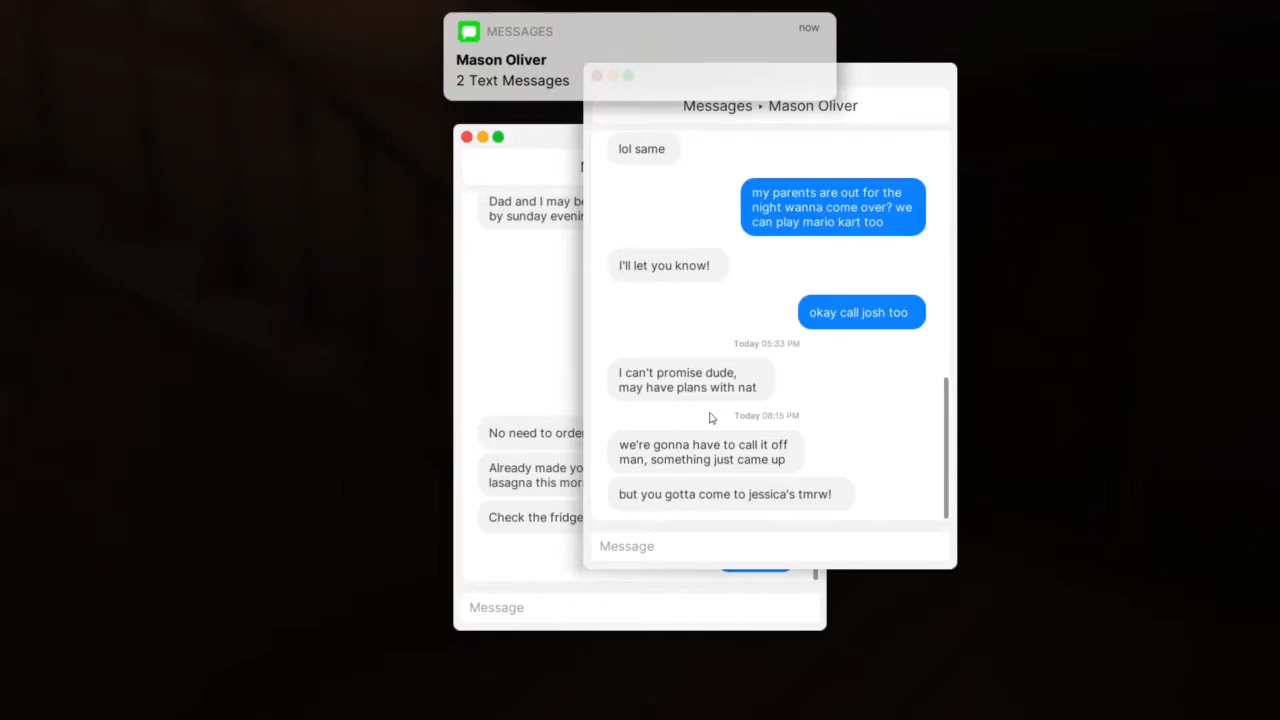 MESSAGES
now
Mason Oliver
2 Text Messages
Messages ‣ Mason Oliver
lol same
my parents are out for the
night wanna come over? we
can play mario kart too
I'll let you know!
okay call josh too
Today 05:33 PM
I can't promise dude,
may have plans with nat
Today 08:15 PM
we're gonna have to call it off
man, something just came up
but you gotta come to jessica's tmrw!
Message
Dad and I may be
by sunday
No need to
Already made
lasagna this
Check the fridge
Message